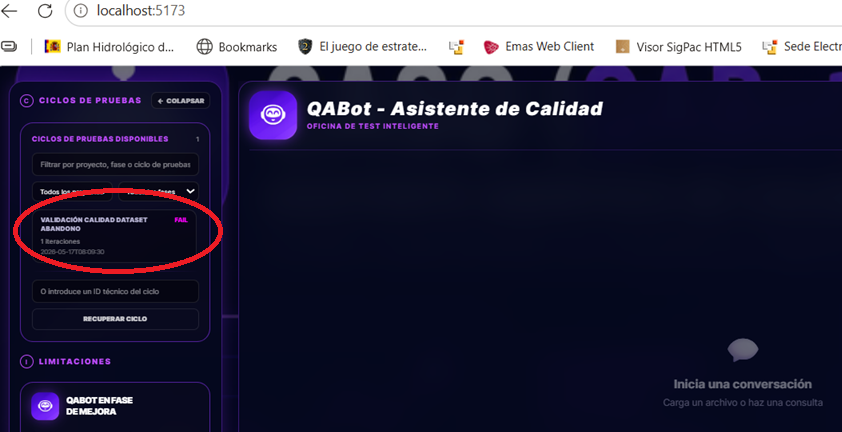 localhost:5173
Plan Hidrológico d...
Bookmarks
El juego de estrate...
Emas Web Client
Visor SigPac HTML5
Sede Electr
C CICLOS DE PRUEBAS
← COLAPSAR
CICLOS DE PRUEBAS DISPONIBLES 1
Filtrar por proyecto, fase o ciclo de pruebas
Todos los
VALIDACIÓN CALIDAD DATASET
ABANDONO
FAIL
1 iteraciones
2026-05-17T08:09:30
O introduce un ID técnico del ciclo
RECUPERAR CICLO
I LIMITACIONES
QABOT EN FASE
DE MEJORA
QABot - Asistente de Calidad
OFICINA DE TEST INTELIGENTE
Inicia una conversación
Carga un archivo o haz una consulta